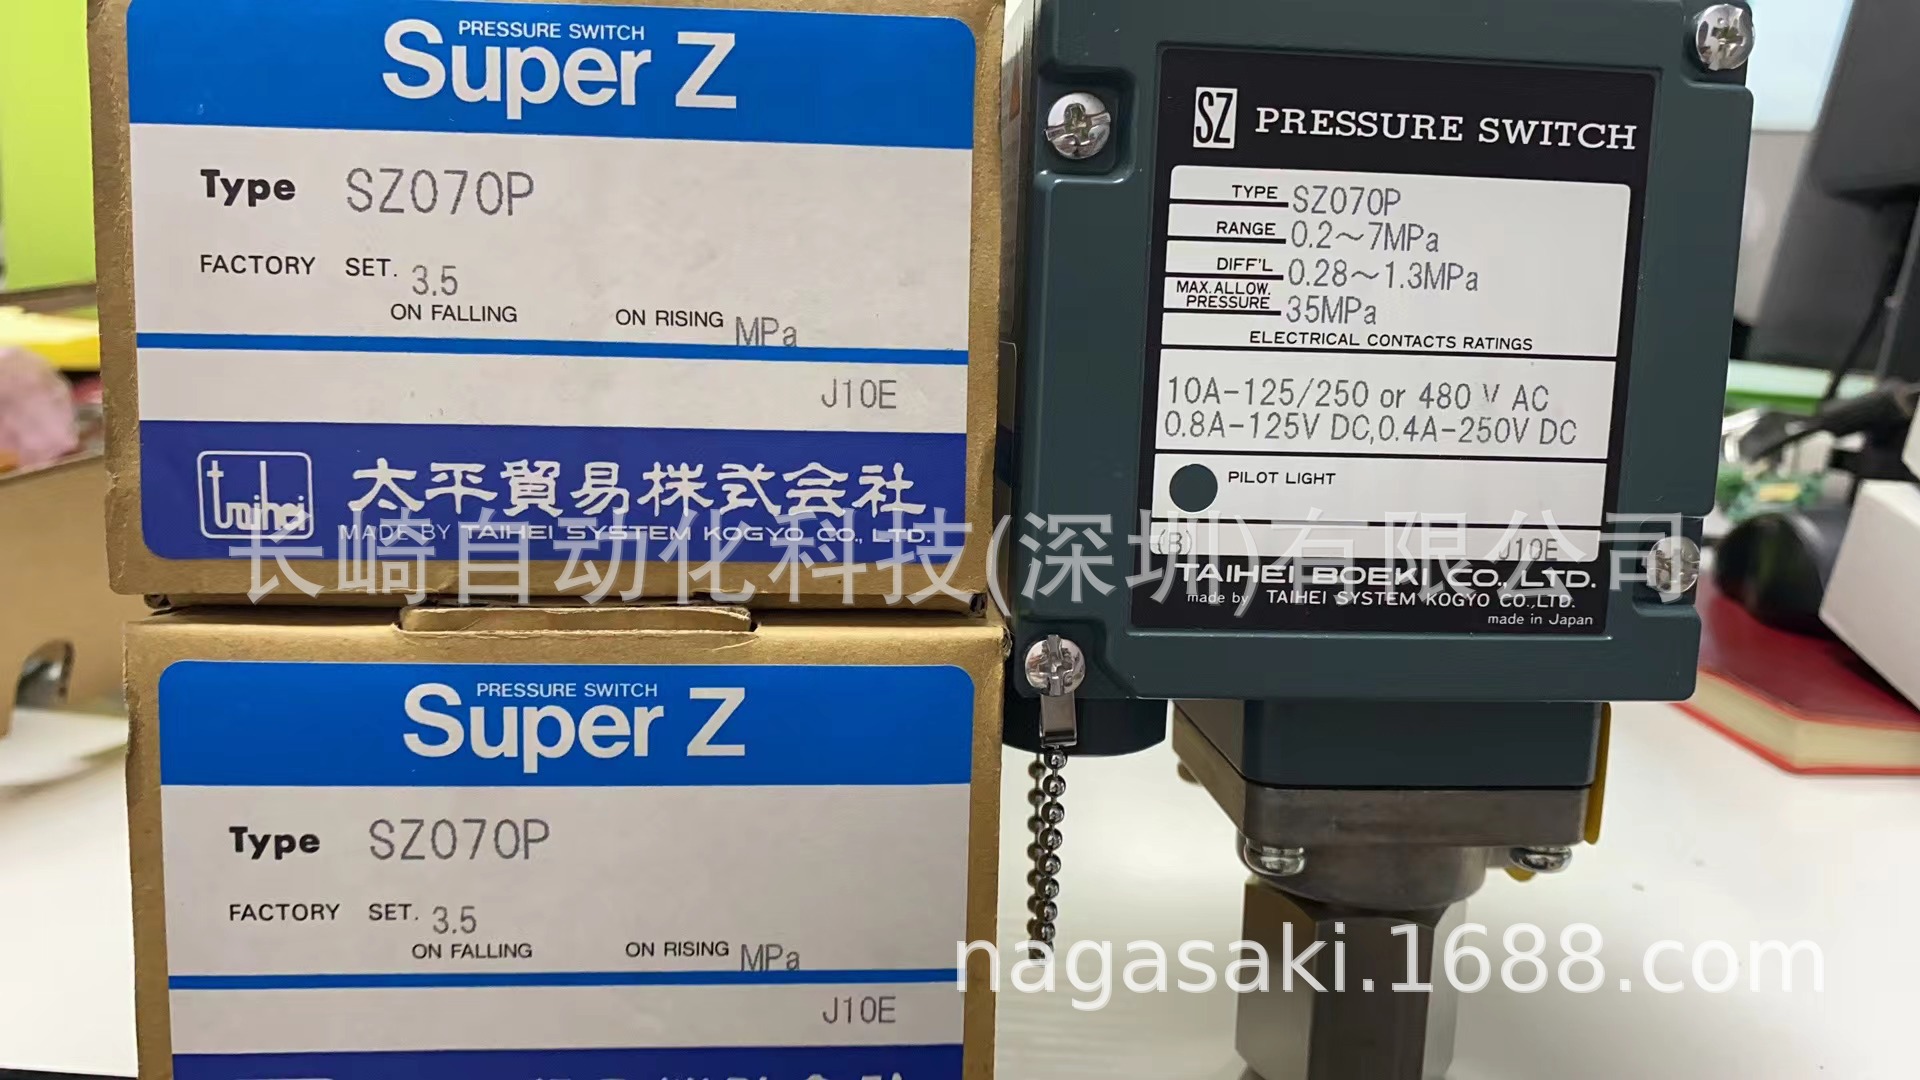 PRESSURE SWITCH
Super Z
Type SZ070P
FACTORY SET. 3.5
ON FALLING ON RISING MPa
J10E
taihei 太平貿易株式会社
MADE BY TAIHEI SYSTEM KOGYO CO., LTD.
PRESSURE SWITCH
Super Z
Type SZ070P
FACTORY SET. 3.5
ON FALLING ON RISING MPa
J10E
SZ PRESSURE SWITCH
TYPE SZ070P
RANGE 0.2～7MPa
DIFF'L 0.28～1.3MPa
MAX.ALLOW. PRESSURE 35MPa
ELECTRICAL CONTACTS RATINGS
10A-125/250 or 480 V AC
0.8A-125V DC,0.4A-250V DC
PILOT LIGHT
(B) J10E
TAIHEI BOEKI CO., LTD.
made by TAIHEI SYSTEM KOGYO CO.,LTD.
made in Japan
长崎自动化科技(深圳)有限公司
nagasaki.1688.com